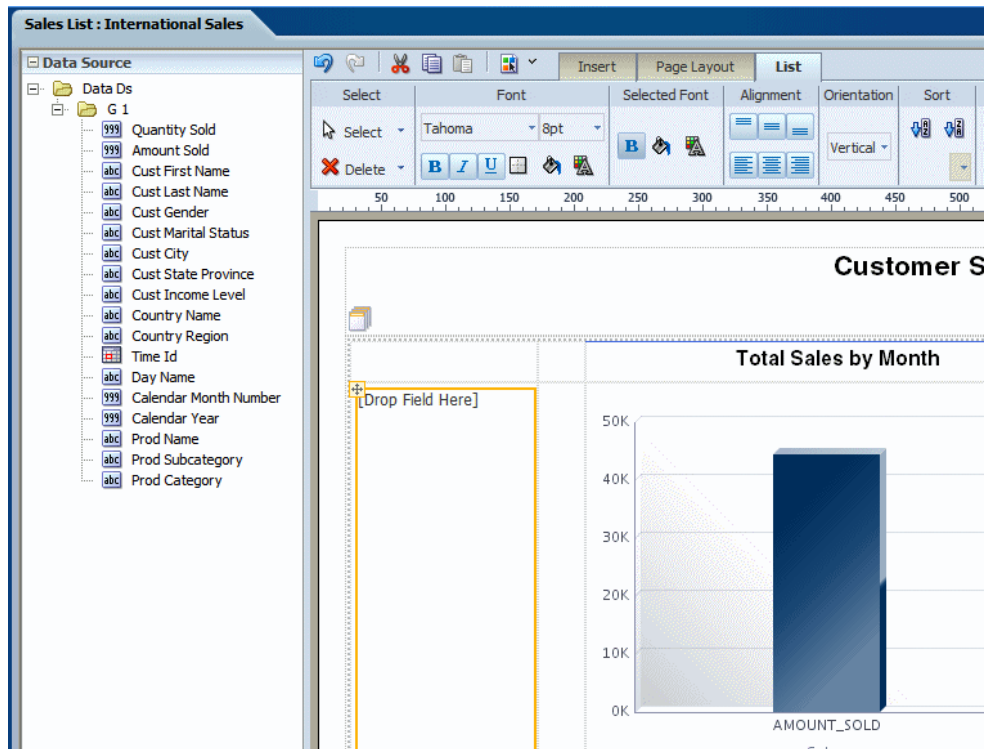 Sales List : International Sales
Data Source
Data Ds
G 1
999 Quantity Sold
999 Amount Sold
abc Cust First Name
abc Cust Last Name
abc Cust Gender
abc Cust Marital Status
abc Cust City
abc Cust State Province
abc Cust Income Level
abc Country Name
abc Country Region
Time Id
abc Day Name
999 Calendar Month Number
999 Calendar Year
abc Prod Name
abc Prod Subcategory
abc Prod Category
Insert Page Layout List
Select Font Selected Font Alignment Orientation Sort
Select Tahoma 8pt B Vertical A Z Z A
Delete B I U
50 100 150 200 250 300 350 400 450 500
Customer S
Total Sales by Month
[Drop Field Here]
50K
40K
30K
20K
10K
0K
AMOUNT_SOLD